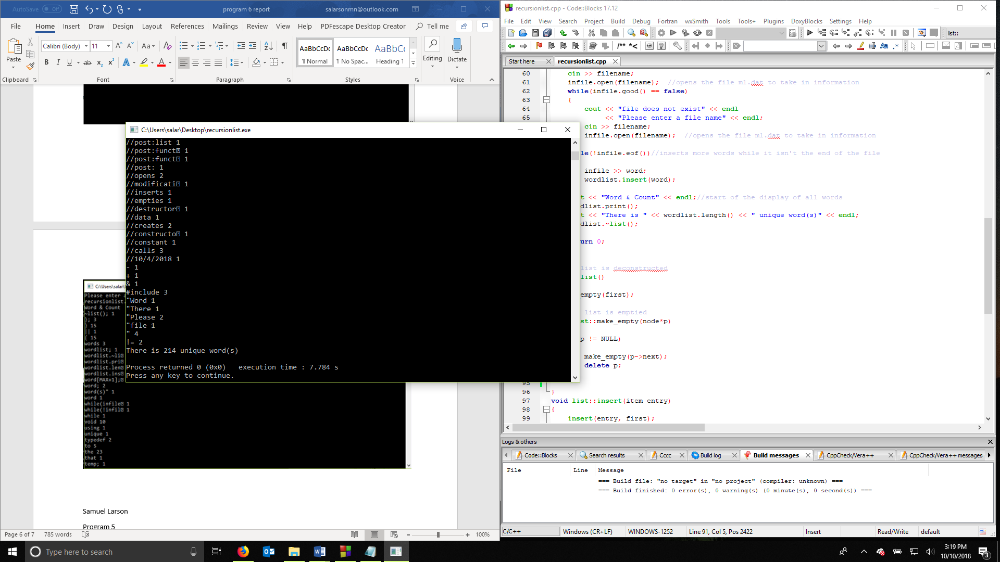 AutoSave Off
program 6 report
salarsonmn@outlook.com
File Home Insert Draw Design Layout References Mailings Review View Help PDFescape Desktop Creator Tell me
Paste
Calibri (Body) 11
AaBbCcDc AaBbCcDc AaBbCc
¶ Normal ¶ No Spac... Heading 1
Editing
Dictate
Clipboard Font Paragraph Styles Voice
C:\Users\salar\Desktop\recursionlist.exe
//post:list 1
//post:funct 1
//post:funct 1
//post: 1
//opens 2
//modificati 1
//inserts 1
//empties 1
//destructor 1
//data 1
//creates 2
//constructo 1
//constant 1
//calls 3
//10/4/2018 1
- 1
+ 1
& 1
#include 3
"Word 1
"There 1
"Please 2
"file 1
" 4
!= 2
There is 214 unique word(s)
Process returned 0 (0x0)   execution time : 7.784 s
Press any key to continue.
C:\Users\salar\
Please enter a
recursionlist.
Word & Count
~list(); 1
}; 3
} 15
|| 1
{ 15
words 3
wordlist; 1
wordlist.~li
wordlist.pri
wordlist.len
wordlist.ins
word[MAX+1];
word; 2
word(s)" 1
word 1
while(infile 1
while(!infil 1
while 1
void 10
using 1
unique 1
typedef 2
to 5
the 23
that 1
temp; 1
Samuel Larson
Program 5
Page 6 of 7 785 words
100%
recursionlist.cpp - Code::Blocks 17.12
File Edit View Search Project Build Debug Fortran wxSmith Tools Tools+ Plugins DoxyBlocks Settings Help
list::
Start here recursionlist.cpp
60 cin >> filename;
61 infile.open(filename);  //opens the file ml.dat to take in information
62 while(infile.good() == false)
63 {
64 cout << "file does not exist" << endl
65 << "Please enter a file name" << endl;
cin >> filename;
infile.open(filename);  //opens the file ml.dat to take in information
le(!infile.eof())//inserts more words while it isn't the end of the file
infile >> word;
wordlist.insert(word);
t << "Word & Count" << endl;//start of the display of all words
dlist.print();
t << "There is " << wordlist.length() << " unique word(s)" << endl;
dlist.~list();
urn 0;
list is deconstructed
list()
empty(first);
list is emptied
st::make_empty(node*p)
p != NULL)
make_empty(p->next);
delete p;
95
96 }
97 void list::insert(item entry)
98 {
99 insert(entry, first);
Logs & others
Code::Blocks Search results Cccc Build log Build messages CppCheck/Vera++ CppCheck/Vera++ messages
File Line Message
=== Build file: "no target" in "no project" (compiler: unknown) ===
=== Build finished: 0 error(s), 0 warning(s) (0 minute(s), 0 second(s)) ===
C/C++ Windows (CR+LF) WINDOWS-1252 Line 91, Col 5, Pos 2422 Insert Read/Write default
Type here to search
3:19 PM
10/10/2018
3